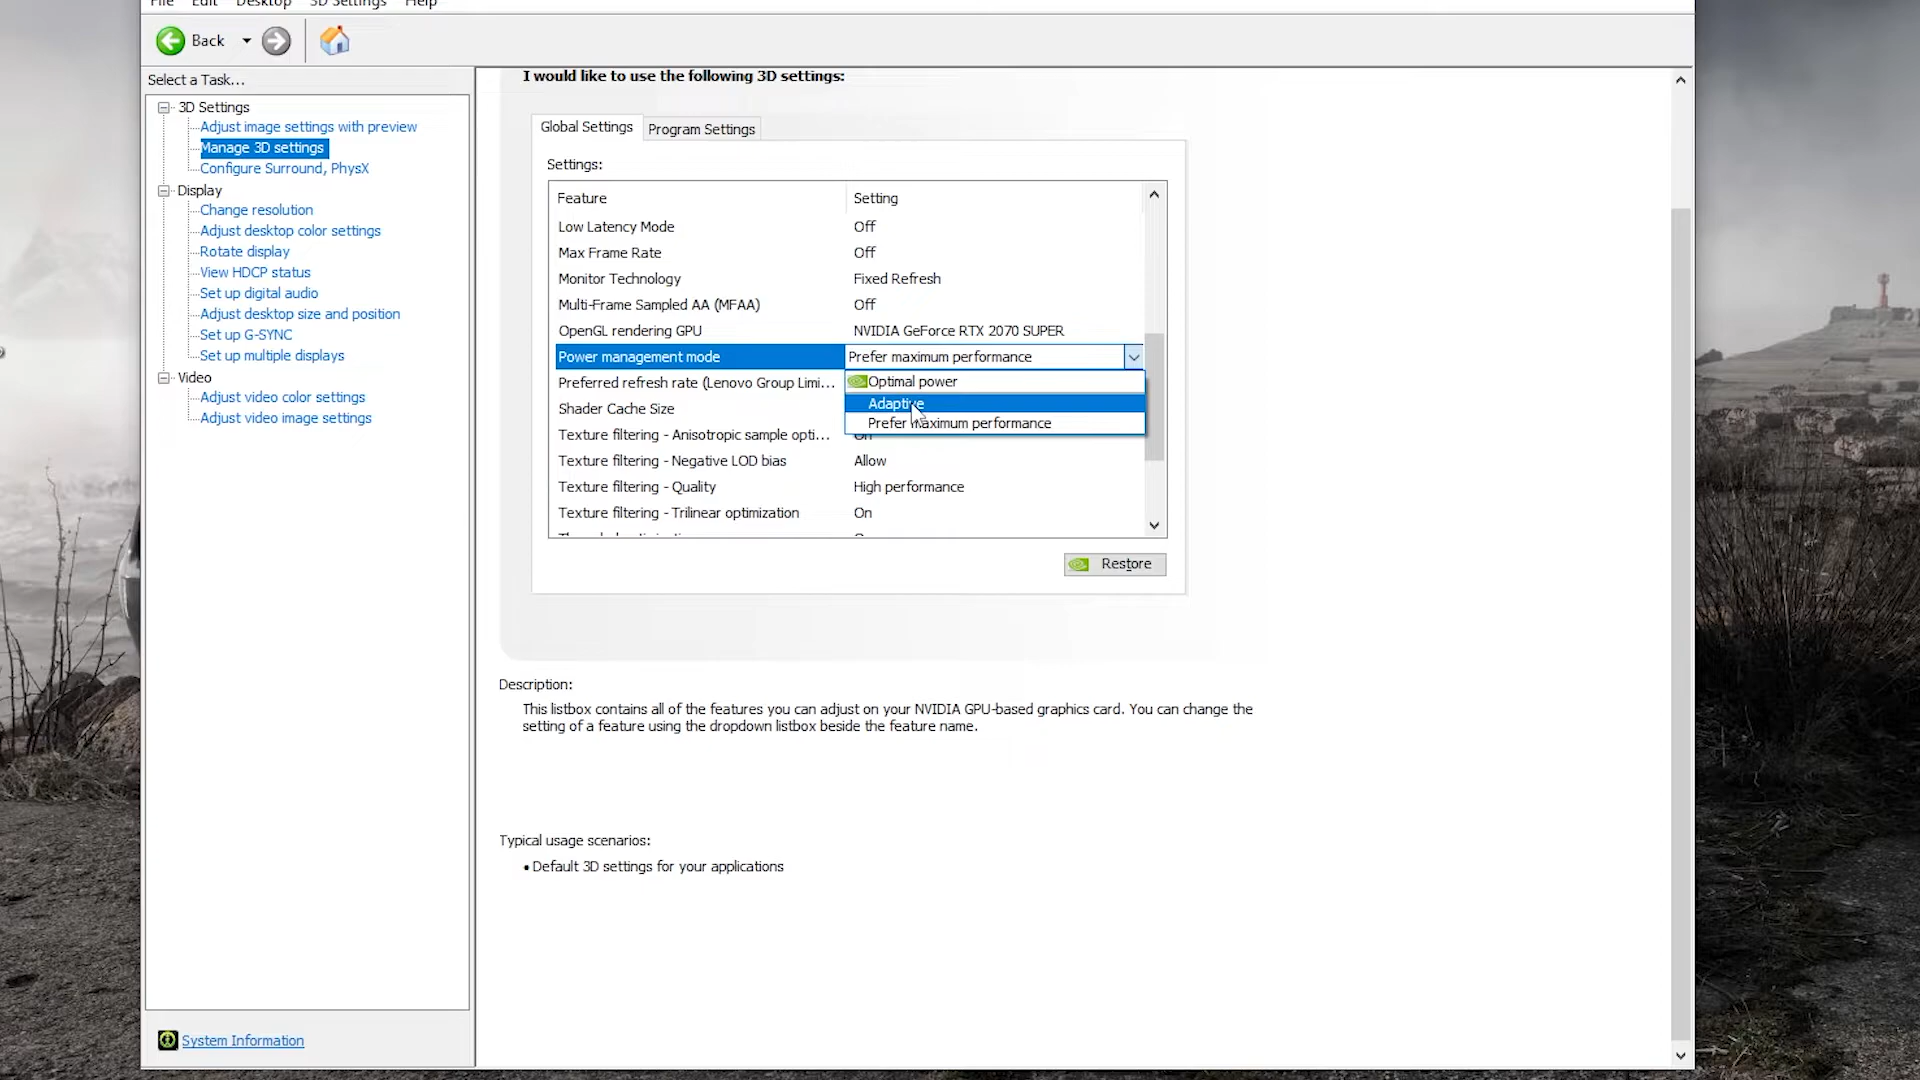 File Edit Desktop 3D Settings Help
Back
Select a Task...
3D Settings
Adjust image settings with preview
Manage 3D settings
Configure Surround, PhysX
Display
Change resolution
Adjust desktop color settings
Rotate display
View HDCP status
Set up digital audio
Adjust desktop size and position
Set up G-SYNC
Set up multiple displays
Video
Adjust video color settings
Adjust video image settings
System Information
I would like to use the following 3D settings:
Global Settings Program Settings
Settings:
Feature Setting
Low Latency Mode Off
Max Frame Rate Off
Monitor Technology Fixed Refresh
Multi-Frame Sampled AA (MFAA) Off
OpenGL rendering GPU NVIDIA GeForce RTX 2070 SUPER
Power management mode Prefer maximum performance
Optimal power
Adaptive
Prefer maximum performance
Preferred refresh rate (Lenovo Group Limi...
Shader Cache Size
Texture filtering - Anisotropic sample opti... On
Texture filtering - Negative LOD bias Allow
Texture filtering - Quality High performance
Texture filtering - Trilinear optimization On
Restore
Description:
This listbox contains all of the features you can adjust on your NVIDIA GPU-based graphics card. You can change the
setting of a feature using the dropdown listbox beside the feature name.
Typical usage scenarios:
• Default 3D settings for your applications